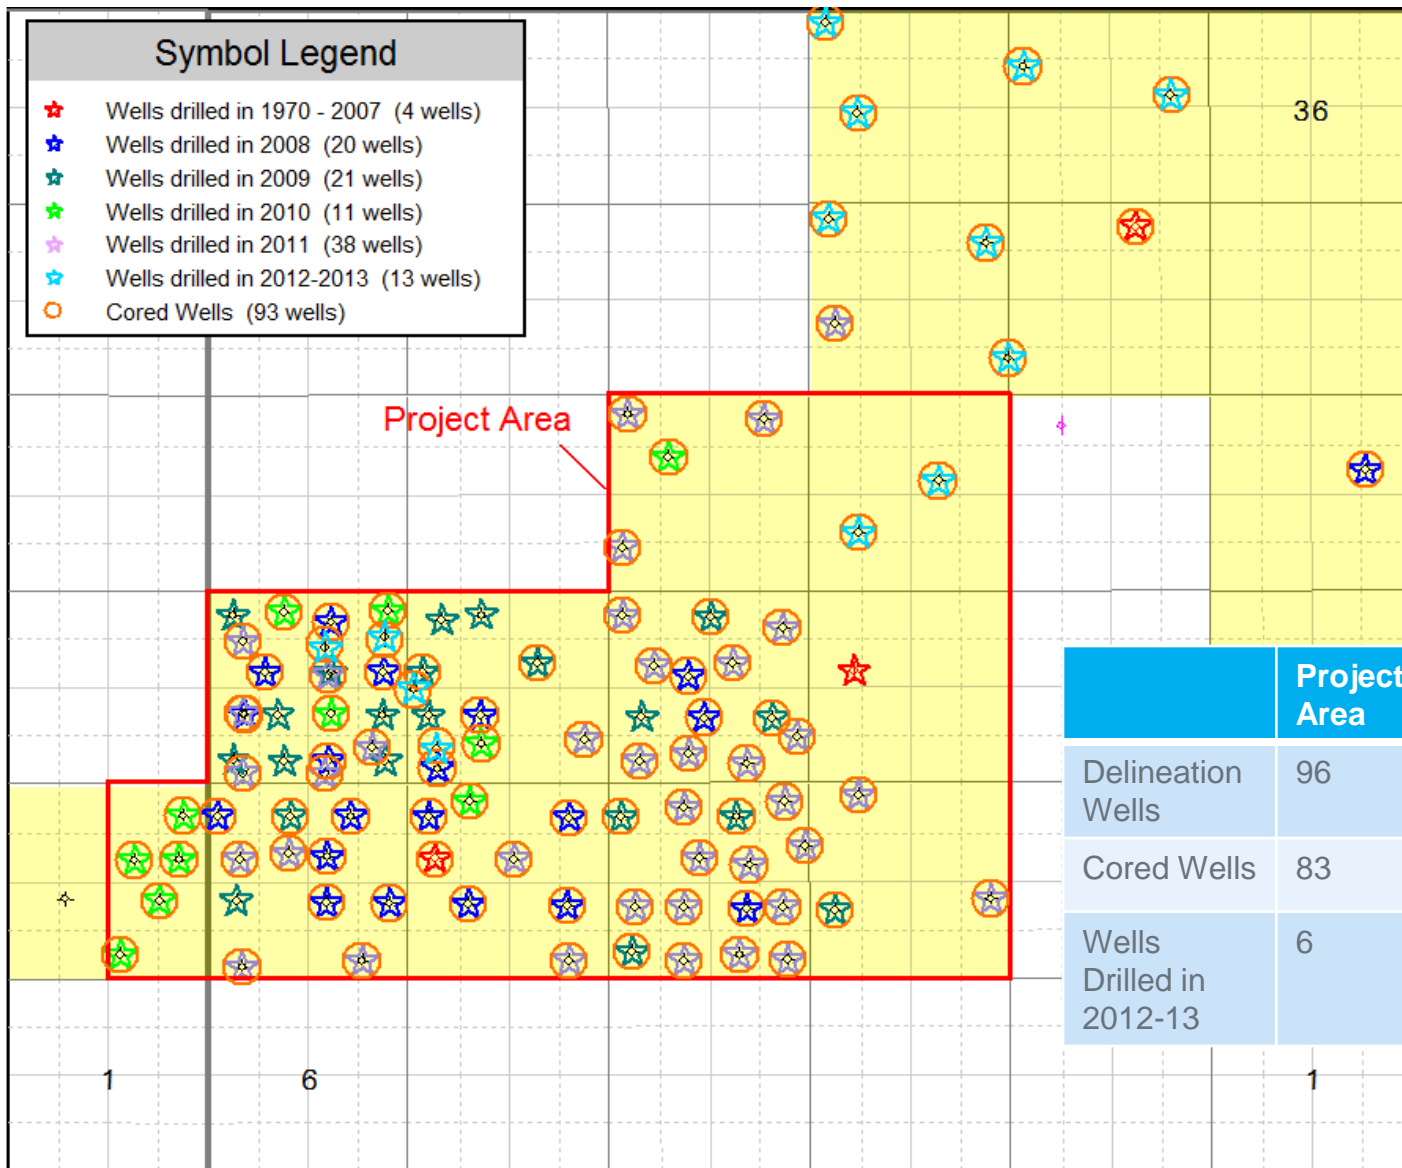 Symbol Legend
Wells drilled in 1970 - 2007 (4 wells)
Wells drilled in 2008 (20 wells)
Wells drilled in 2009 (21 wells)
Wells drilled in 2010 (11 wells)
Wells drilled in 2011 (38 wells)
Wells drilled in 2012-2013 (13 wells)
Cored Wells (93 wells)
36
Project Area
Project
Area
Delineation
Wells
96
Cored Wells
83
Wells
Drilled in
2012-13
6
1
6
1